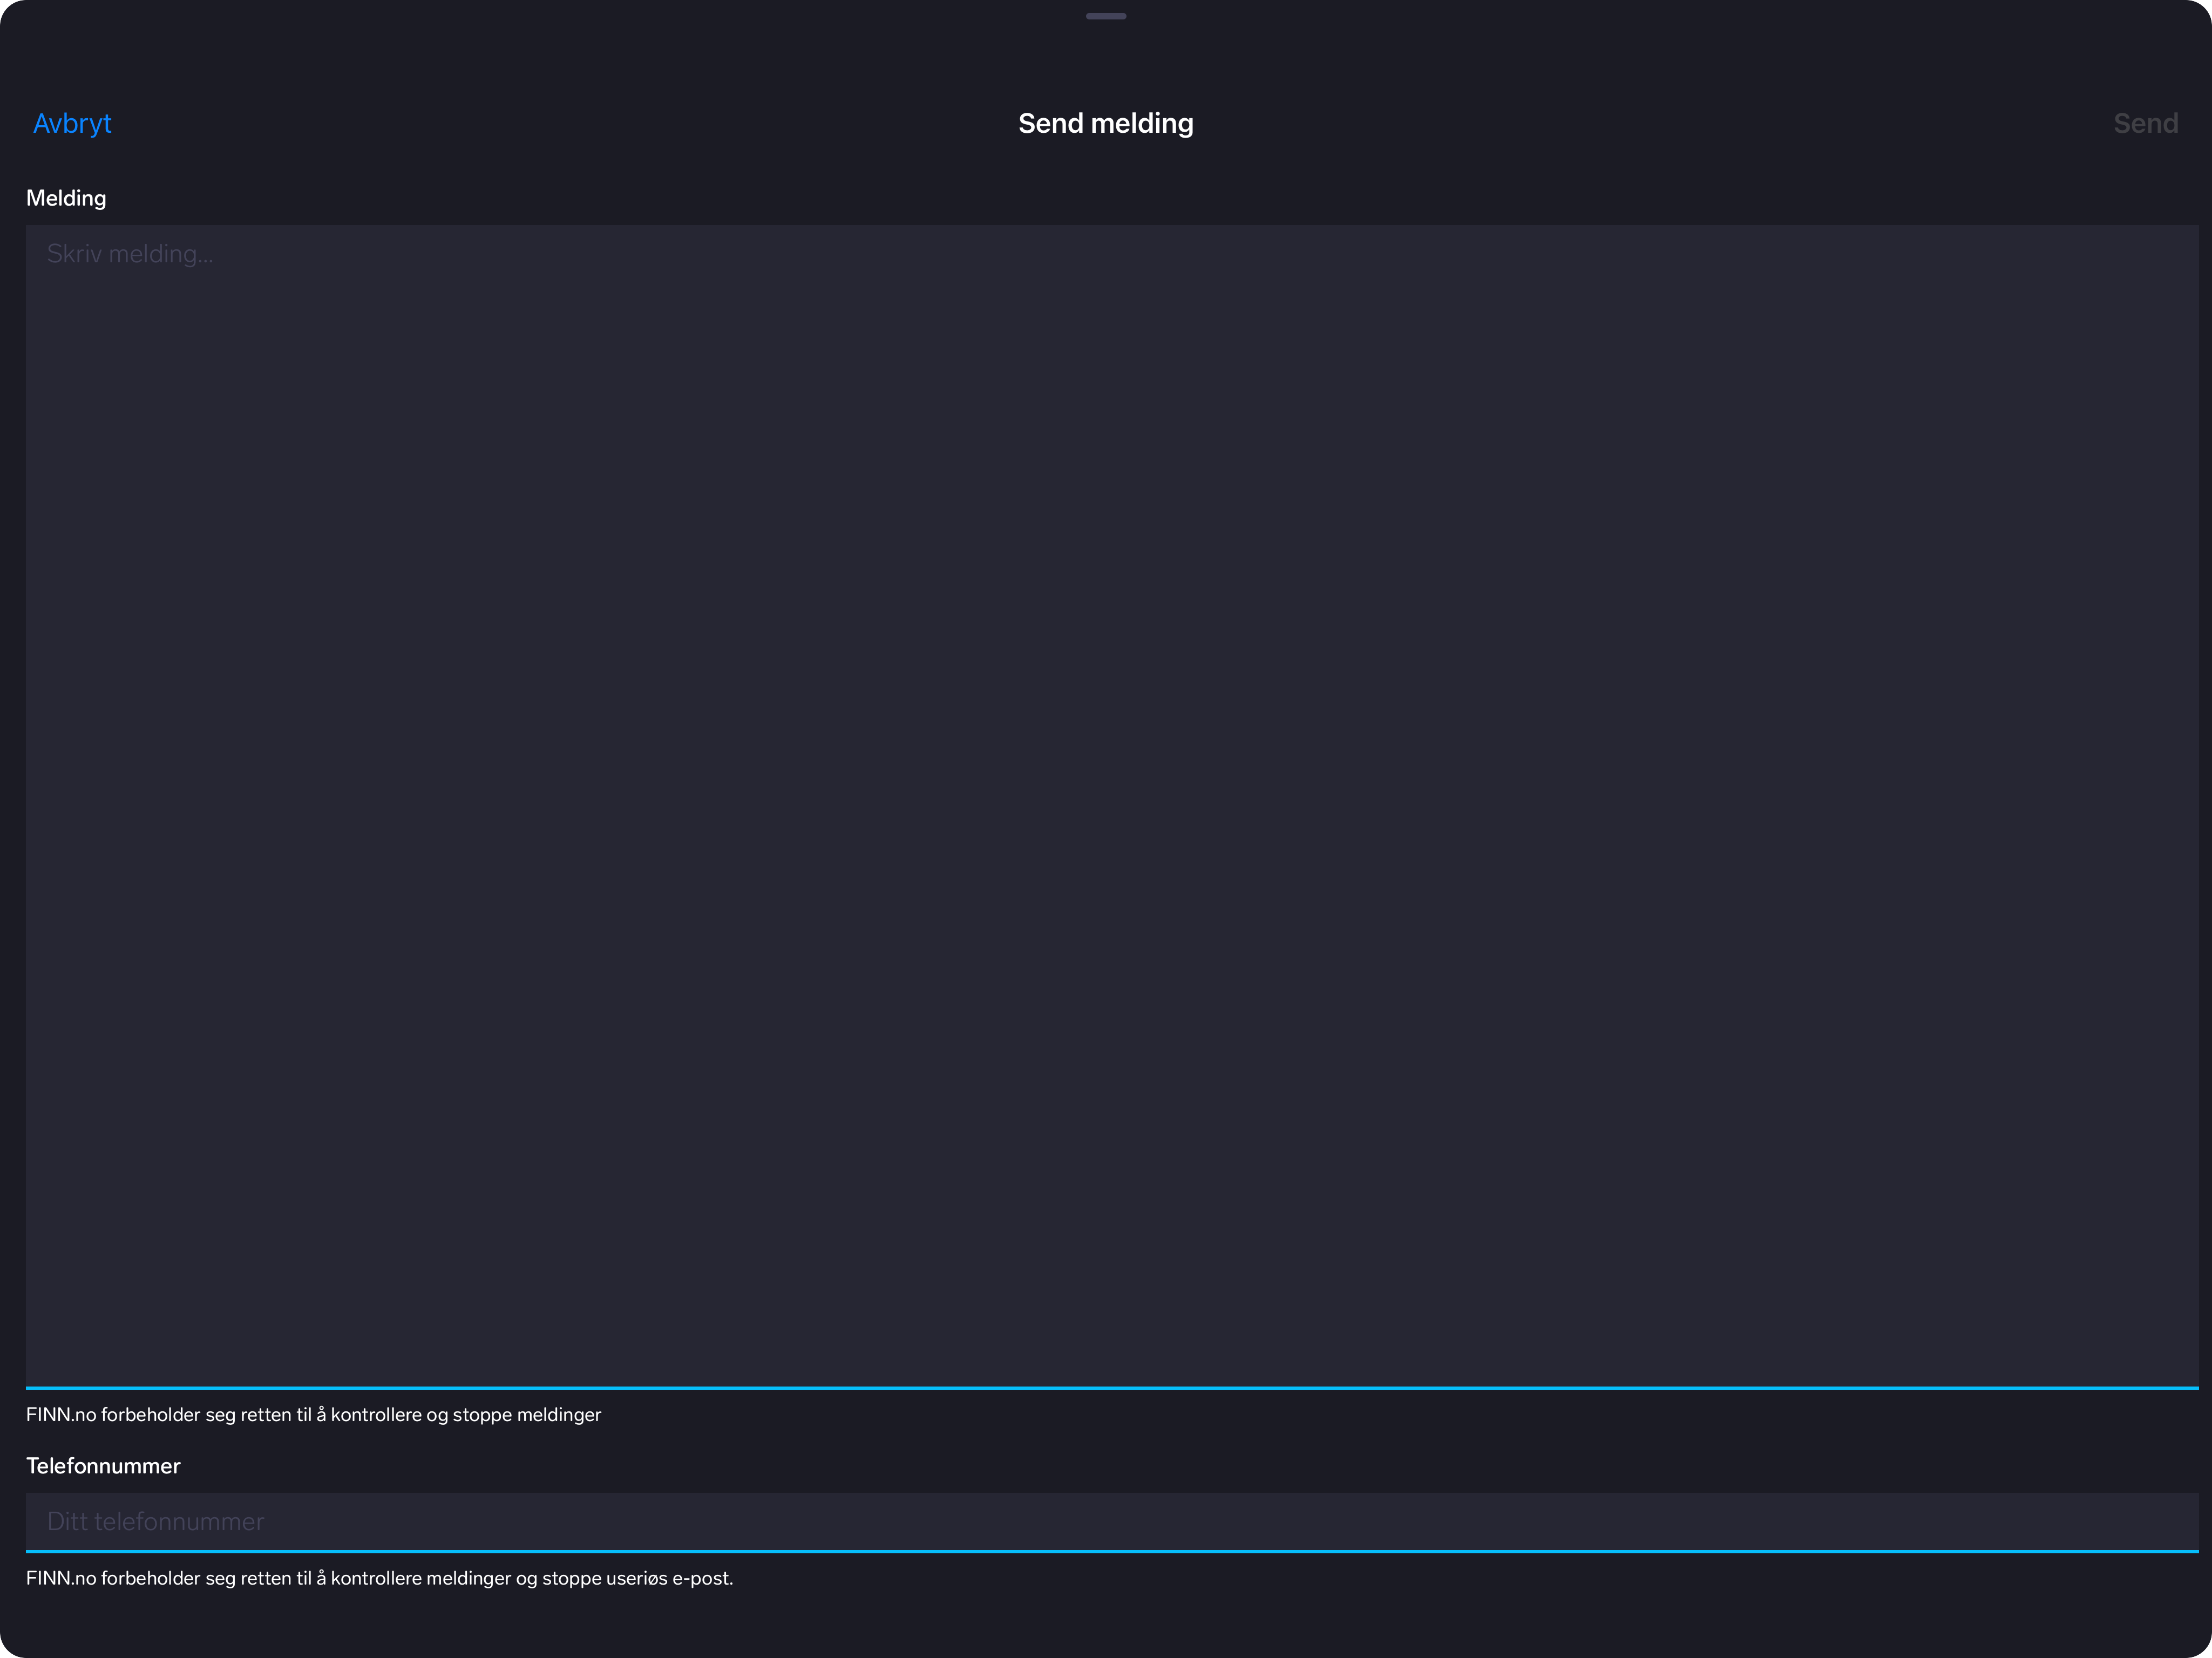 Avbryt Send melding Send
Melding
Skriv melding...
FINN.no forbeholder seg retten til å kontrollere og stoppe meldinger
Telefonnummer
Ditt telefonnummer
FINN.no forbeholder seg retten til å kontrollere meldinger og stoppe useriøs e-post.